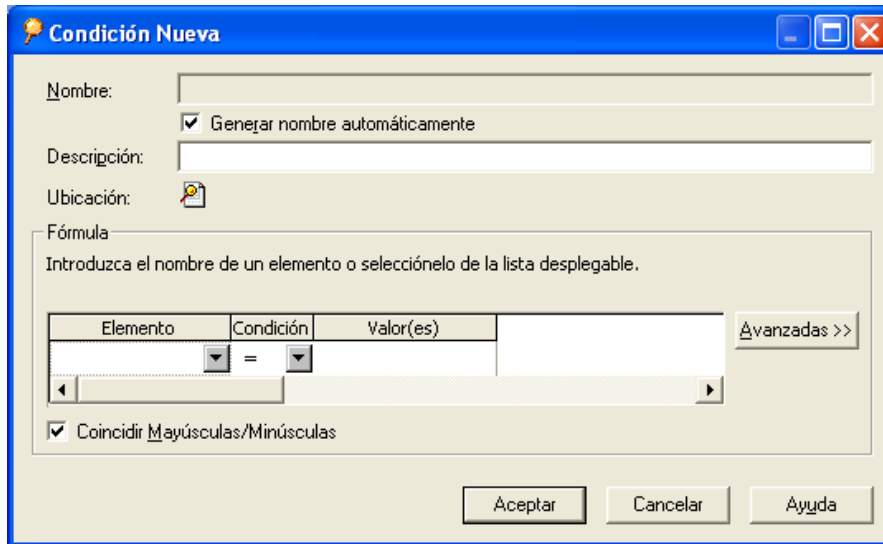 Condición Nueva
Nombre:
Generar nombre automáticamente
Descripción:
Ubicación:
Fórmula
Introduzca el nombre de un elemento o selecciónelo de la lista desplegable.
Elemento Condición Valor(es)
=
Avanzadas >>
Coincidir Mayúsculas/Minúsculas
Aceptar Cancelar Ayuda